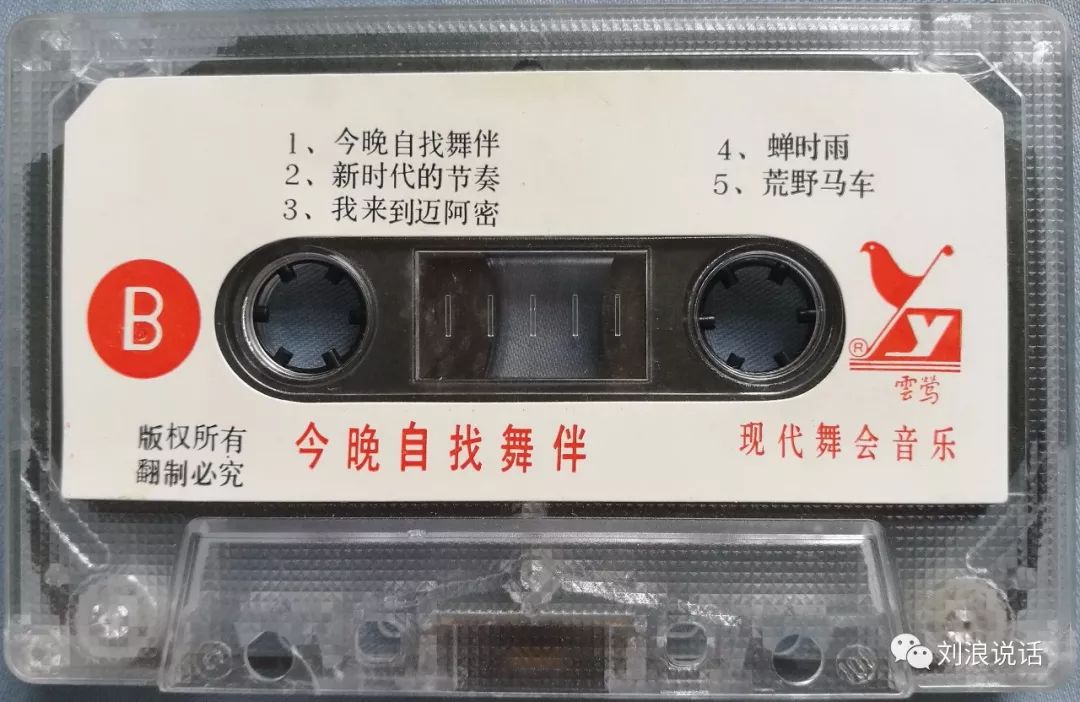 1、今晚自找舞伴
2、新时代的节奏
3、我来到迈阿密
4、蝉时雨
5、荒野马车
B
y
®
雲莺
版权所有
翻制必究
今晚自找舞伴
现代舞会音乐
刘浪说话